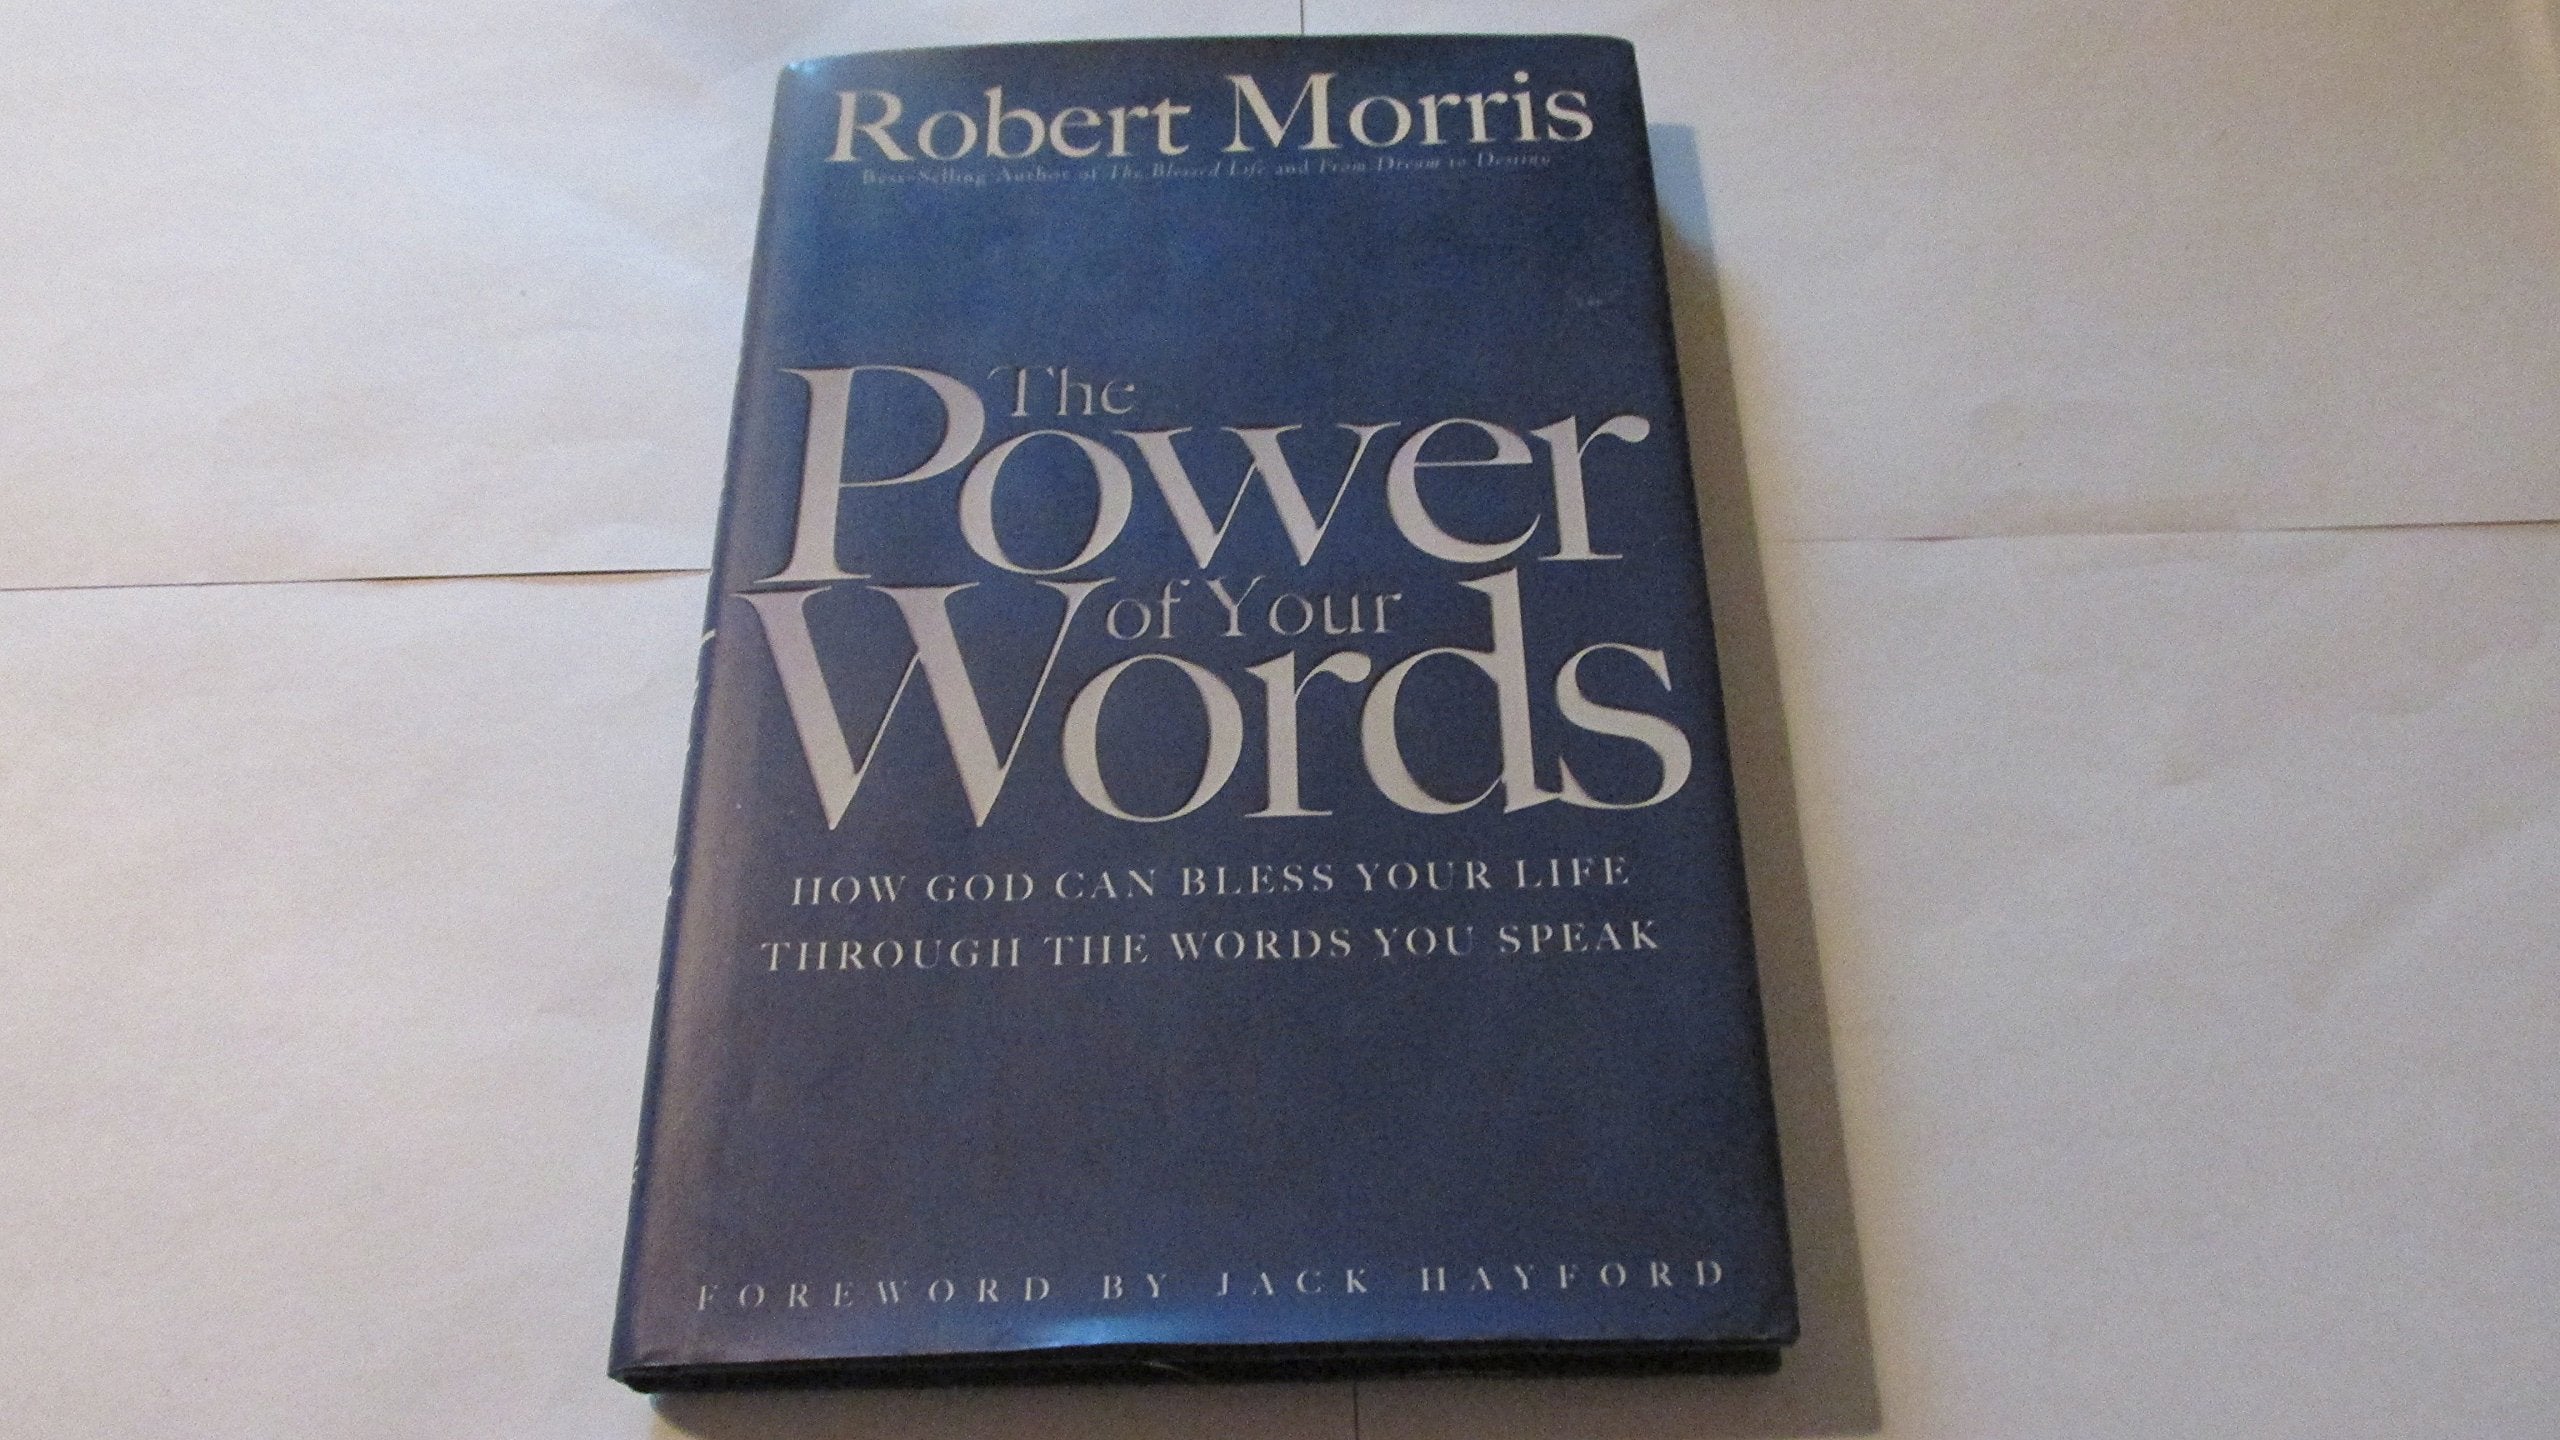 Robert Morris
Best-Selling Author of The Blessed Life and From Dream to Destiny
The
Power
of Your
Words
HOW GOD CAN BLESS YOUR LIFE
THROUGH THE WORDS YOU SPEAK
FOREWORD BY JACK HAYFORD